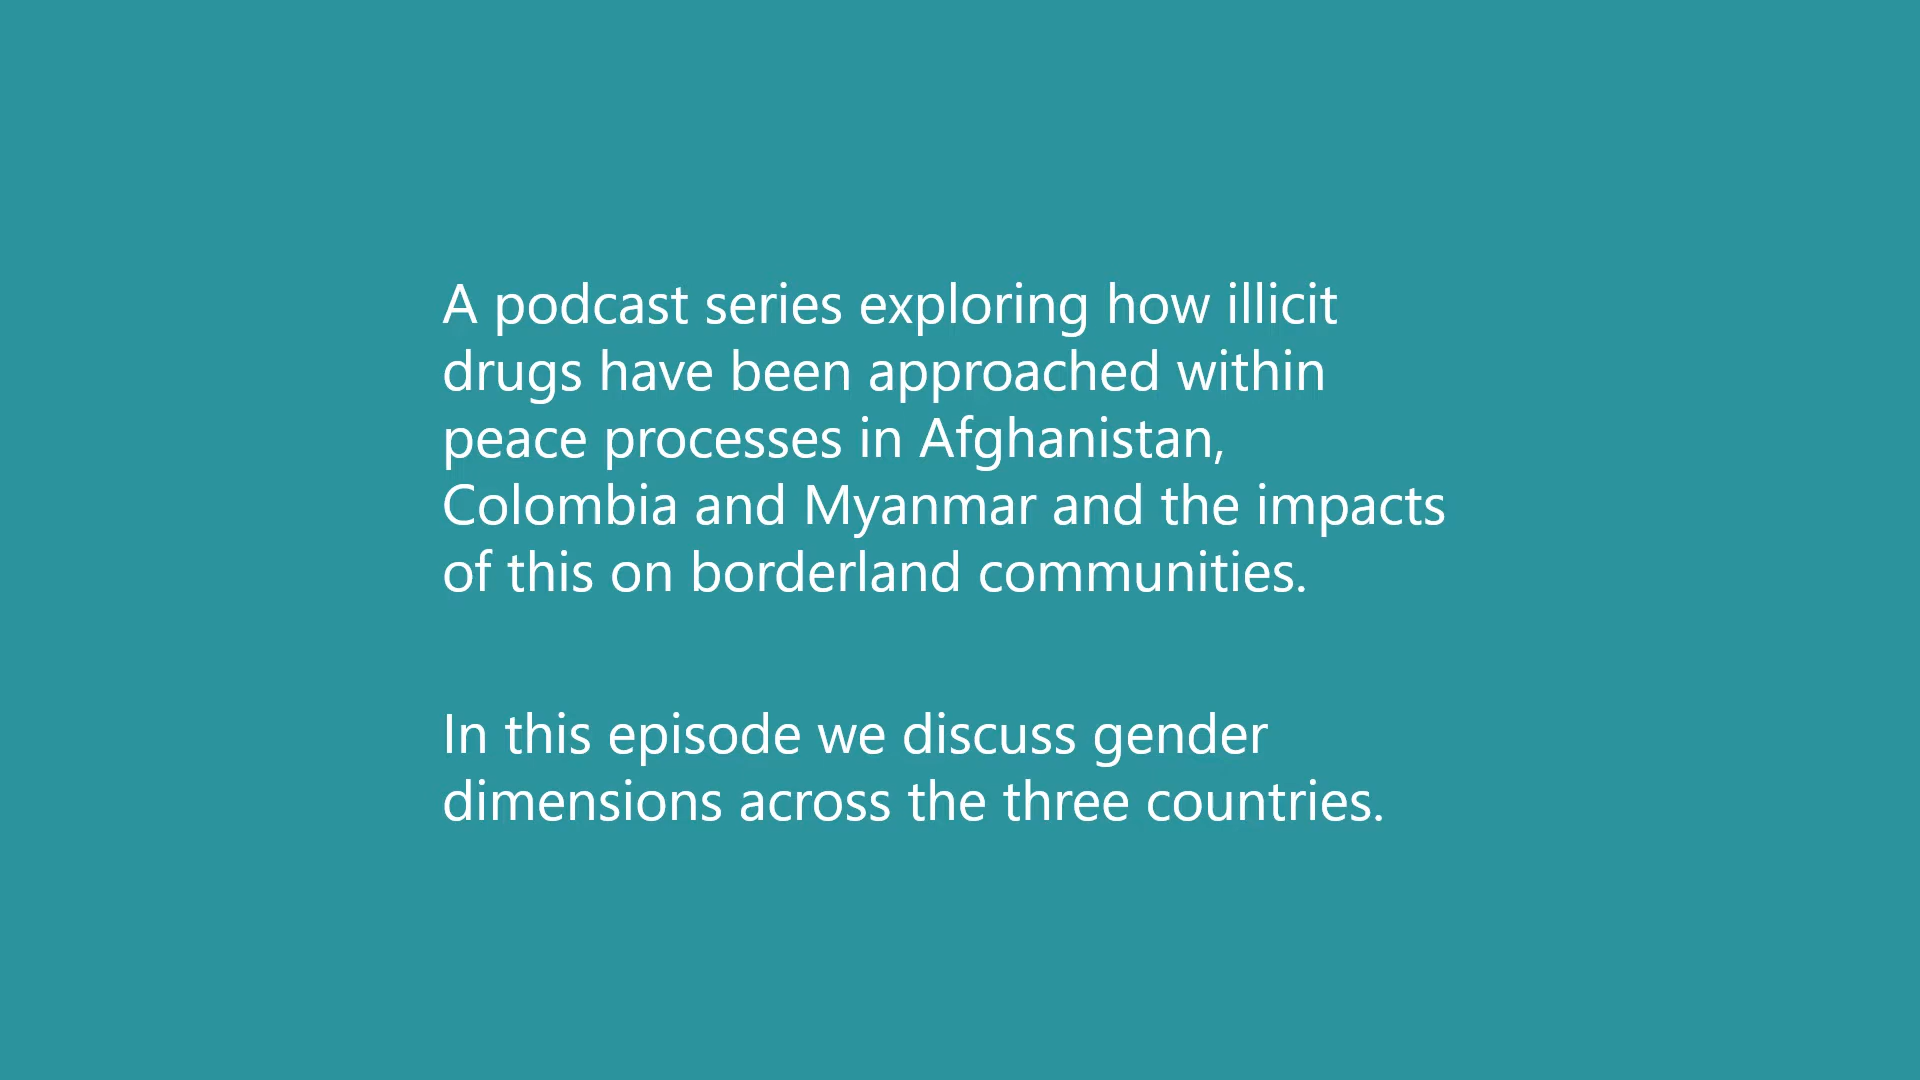 A podcast series exploring how illicit
drugs have been approached within
peace processes in Afghanistan,
Colombia and Myanmar and the impacts
of this on borderland communities.
In this episode we discuss gender
dimensions across the three countries.